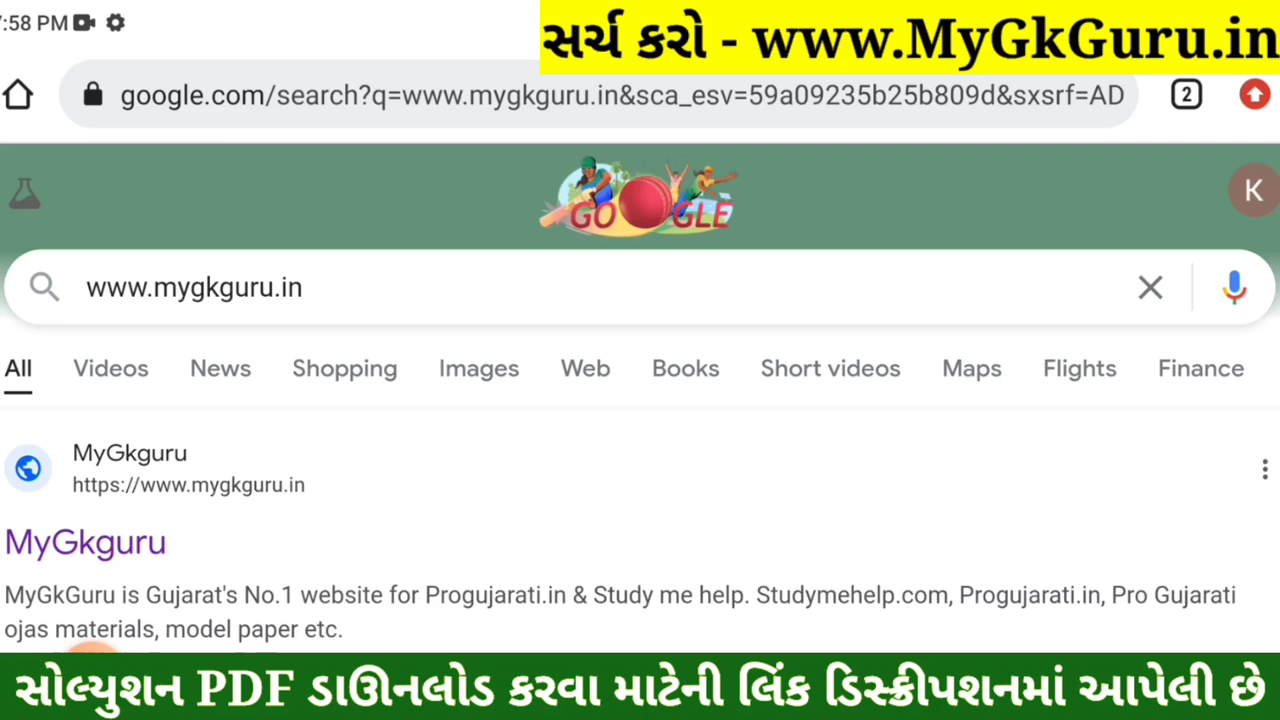 :58 PM
સર્ચ કરો - www.MyGkGuru.in
google.com/search?q=www.mygkguru.in&sca_esv=59a09235b25b809d&sxsrf=AD
2
GOOGLE
K
www.mygkguru.in
All Videos News Shopping Images Web Books Short videos Maps Flights Finance
MyGkguru
https://www.mygkguru.in
MyGkguru
MyGkGuru is Gujarat's No.1 website for Progujarati.in & Study me help. Studymehelp.com, Progujarati.in, Pro Gujarati
ojas materials, model paper etc.
સોલ્યુશન PDF ડાઊનલોડ કરવા માટેની લિંક ડિસ્ક્રીપશનમાં આપેલી છે